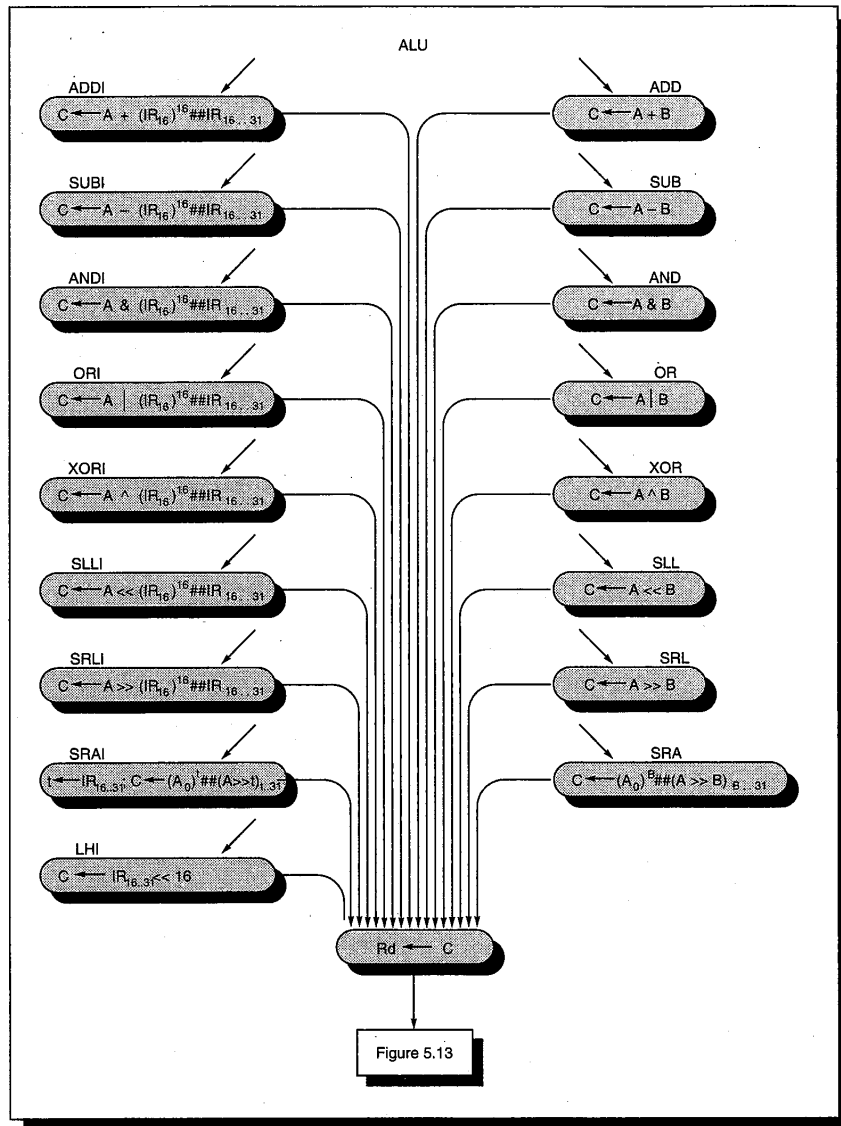 ALU
ADDI
C ← A + (IR₁₆)¹⁶##IR₁₆..₃₁
ADD
C ← A + B
SUBI
C ← A − (IR₁₆)¹⁶##IR₁₆..₃₁
SUB
C ← A − B
ANDI
C ← A & (IR₁₆)¹⁶##IR₁₆..₃₁
AND
C ← A & B
ORI
C ← A | (IR₁₆)¹⁶##IR₁₆..₃₁
OR
C ← A | B
XORI
C ← A ^ (IR₁₆)¹⁶##IR₁₆..₃₁
XOR
C ← A ^ B
SLLI
C ← A << (IR₁₆)¹⁶##IR₁₆..₃₁
SLL
C ← A << B
SRLI
C ← A >> (IR₁₆)¹⁶##IR₁₆..₃₁
SRL
C ← A >> B
SRAI
t ← IR₁₆..₃₁; C ← (A₀)ᵗ##(A>>t)ₜ..₃₁
SRA
C ← (A₀)ᴮ##(A >> B) B..₃₁
LHI
C ← IR₁₆..₃₁<< 16
Rd ← C
Figure 5.13